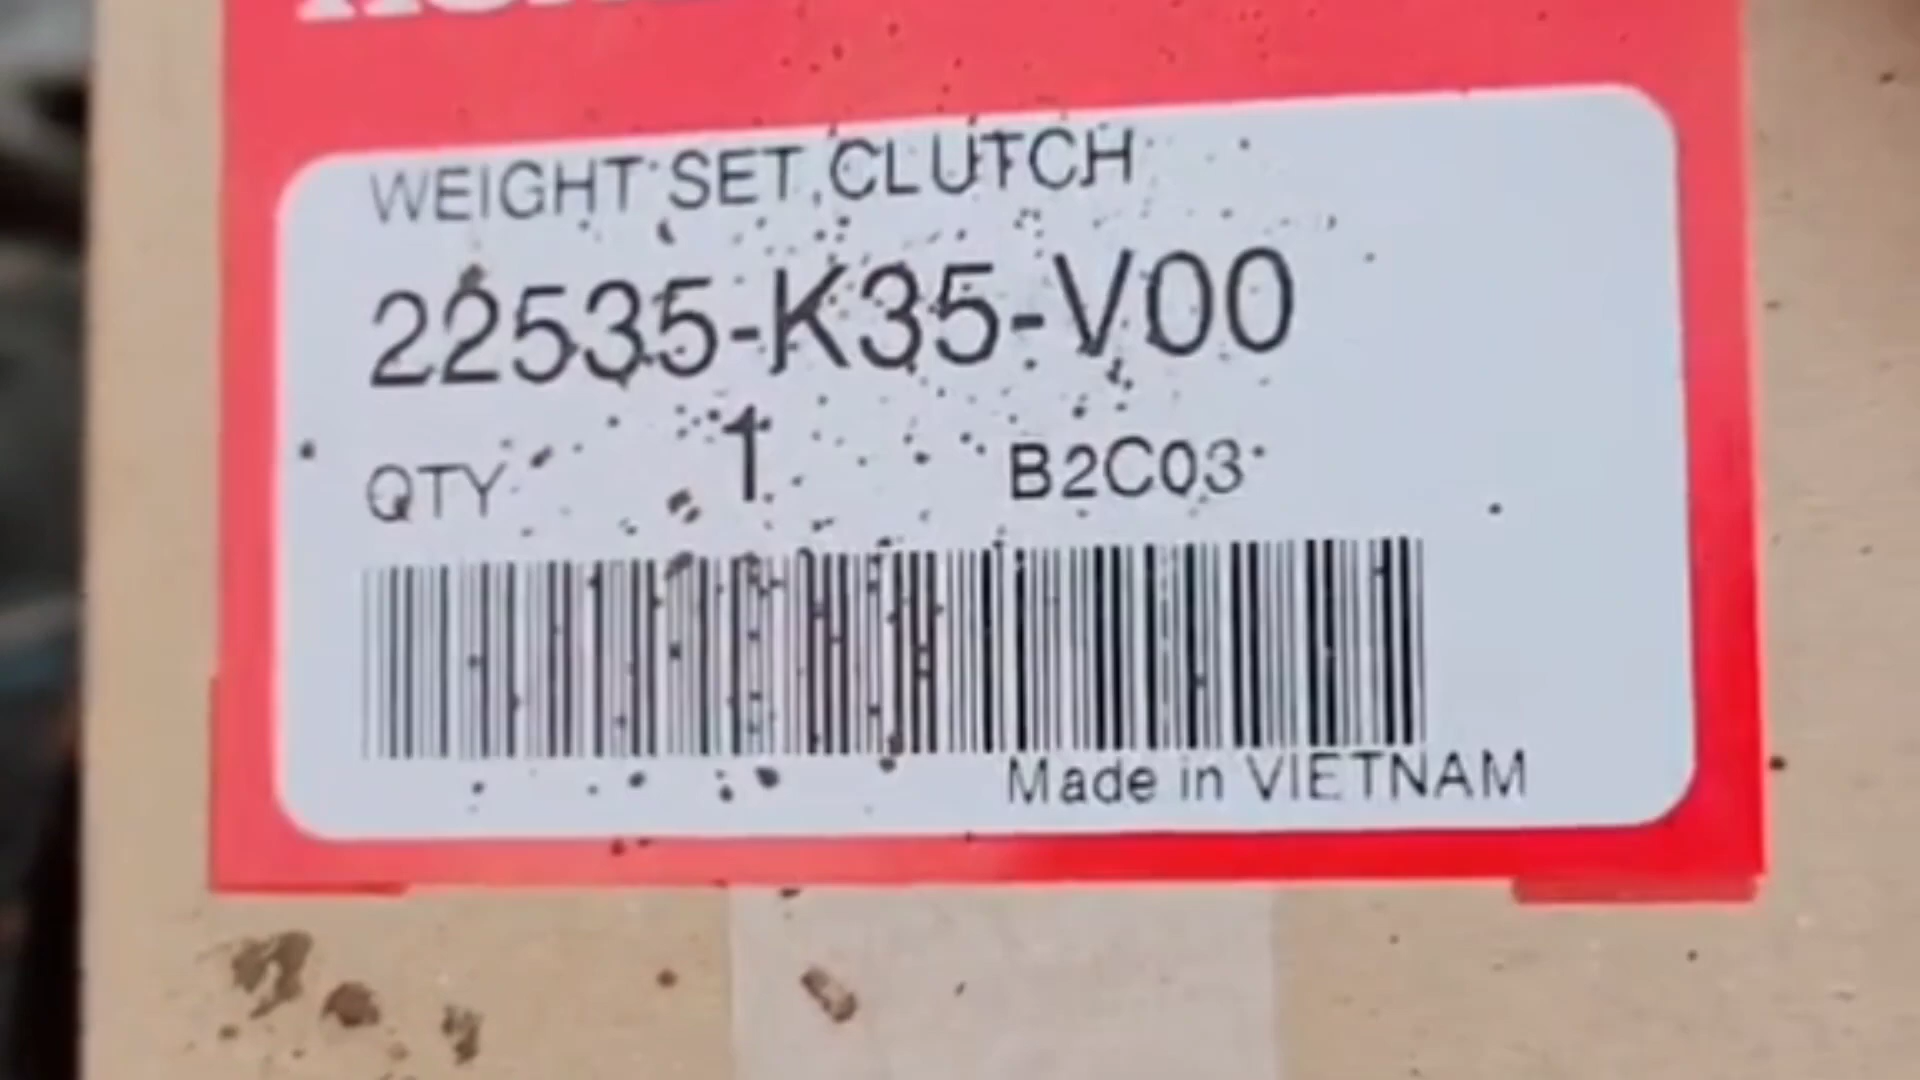 WEIGHT SET,CLUTCH
22535-K35-V00
QTY 1 B2C03
Made in VIETNAM